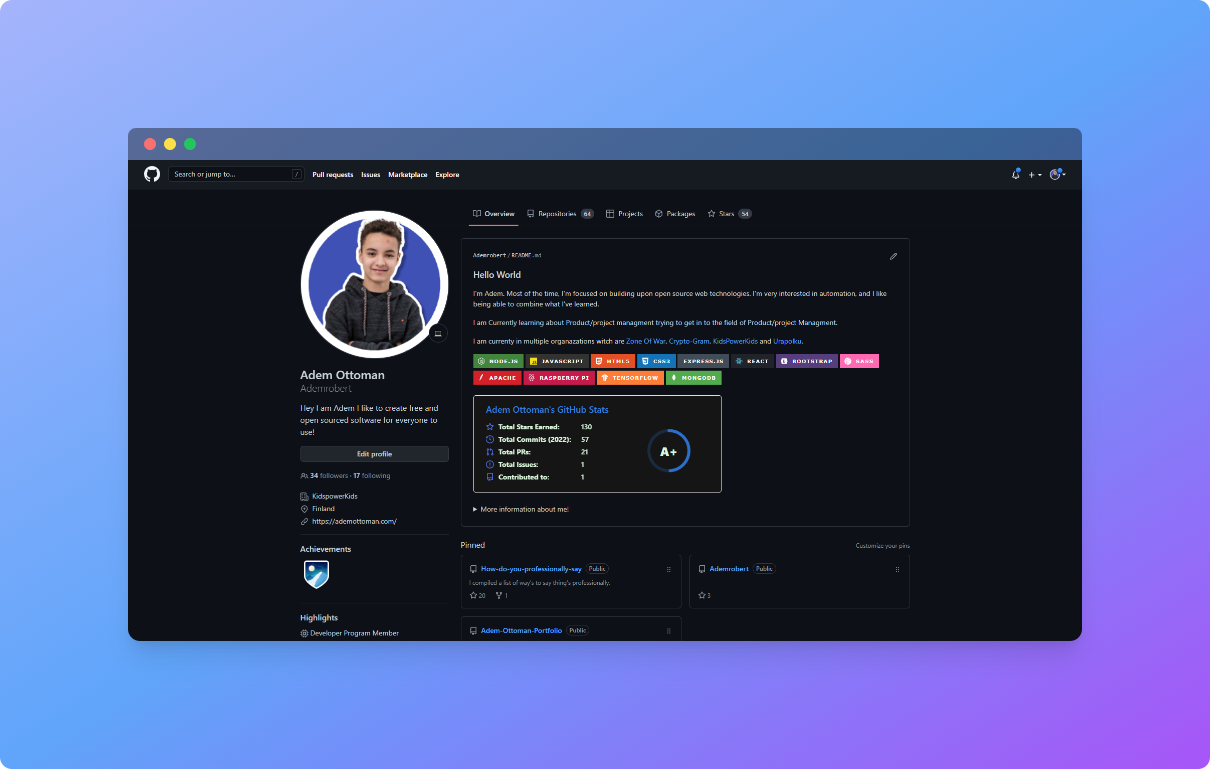 Search or jump to... /
Pull requests Issues Marketplace Explore
Overview Repositories 64 Projects Packages Stars 54
Adem Ottoman
Ademrobert
Hey I am Adem I like to create free and
open sourced software for everyone to
use!
Edit profile
34 followers · 17 following
KidspowerKids
Finland
https://ademottoman.com/
Achievements
Highlights
Developer Program Member
Ademrobert / README.md
Hello World
I'm Adem. Most of the time, I'm focused on building upon open source web technologies. I'm very interested in automation, and I like
being able to combine what I've learned.
I am Currently learning about Product/project managment trying to get in to the field of Product/project Managment.
I am currenty in multiple organazations witch are Zone Of War, Crypto-Gram, KidsPowerKids and Urapolku.
NODE.JS JAVASCRIPT HTML5 CSS3 EXPRESS.JS REACT BOOTSTRAP SASS
APACHE RASPBERRY PI TENSORFLOW MONGODB
Adem Ottoman's GitHub Stats
Total Stars Earned: 130
Total Commits (2022): 57
Total PRs: 21
Total Issues: 1
Contributed to: 1
A+
More information about me!
Pinned
Customize your pins
How-do-you-professionally-say Public
I compiled a list of way's to say thing's professionally.
20 1
Ademrobert Public
3
Adem-Ottoman-Portfolio Public